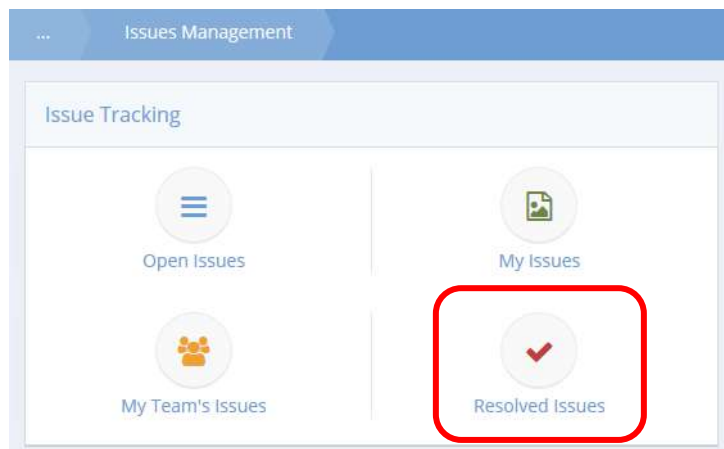 ... Issues Management
Issue Tracking
Open Issues My Issues
My Team's Issues Resolved Issues